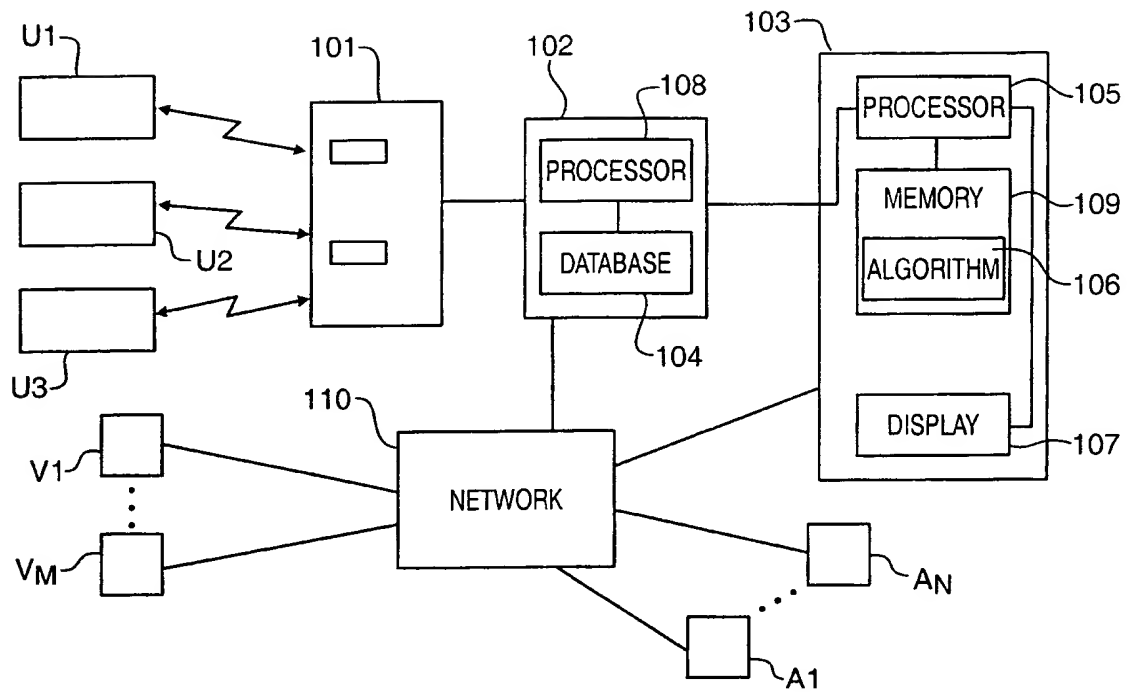 U1
101
102
103
108
105
PROCESSOR
PROCESSOR
MEMORY
109
U2
DATABASE
ALGORITHM
106
104
U3
110
DISPLAY
107
V1
NETWORK
VM
AN
A1